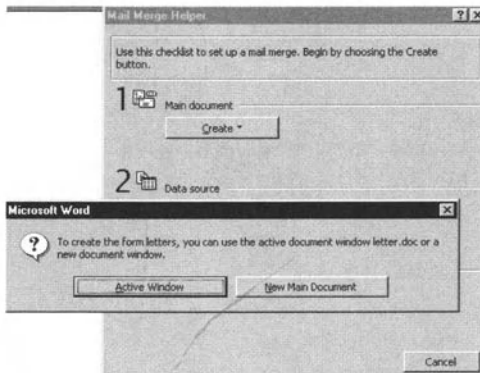 Mail Merge Helper
Use this checklist to set up a mail merge. Begin by choosing the Create
button.
1 Main document
Create
2 Data source
Microsoft Word
To create the form letters, you can use the active document window letter.doc or a
new document window.
Active Window
New Main Document
Cancel